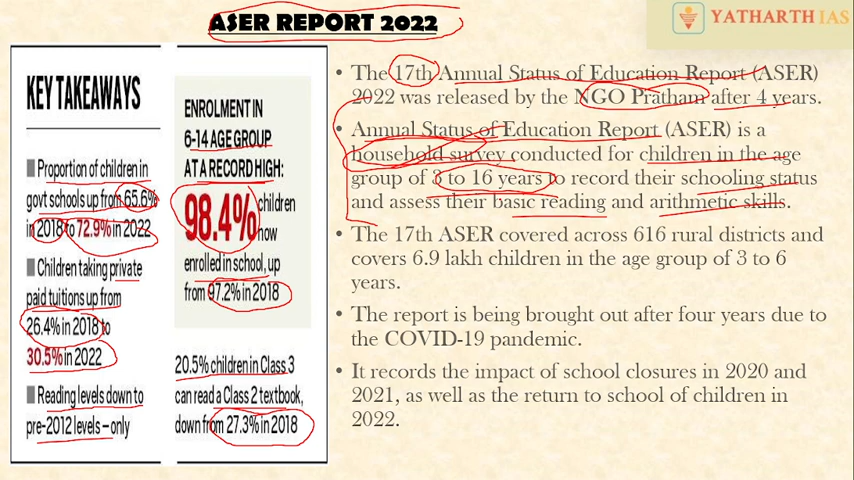 ASER REPORT 2022
YATHARTH IAS
KEY TAKEAWAYS
Proportion of children in
govt schools up from 65.6%
in 2018 to 72.9% in 2022
Children taking private
paid tuitions up from
26.4% in 2018 to
30.5% in 2022
Reading levels down to
pre-2012 levels – only
ENROLMENT IN
6-14 AGE GROUP
AT A RECORD HIGH:
98.4% children
now
enrolled in school, up
from 97.2% in 2018
20.5% children in Class 3
can read a Class 2 textbook,
down from 27.3% in 2018
• The 17th Annual Status of Education Report (ASER)
2022 was released by the NGO Pratham after 4 years.
• Annual Status of Education Report (ASER) is a
household survey conducted for children in the age
group of 3 to 16 years to record their schooling status
and assess their basic reading and arithmetic skills.
• The 17th ASER covered across 616 rural districts and
covers 6.9 lakh children in the age group of 3 to 6
years.
• The report is being brought out after four years due to
the COVID-19 pandemic.
• It records the impact of school closures in 2020 and
2021, as well as the return to school of children in
2022.